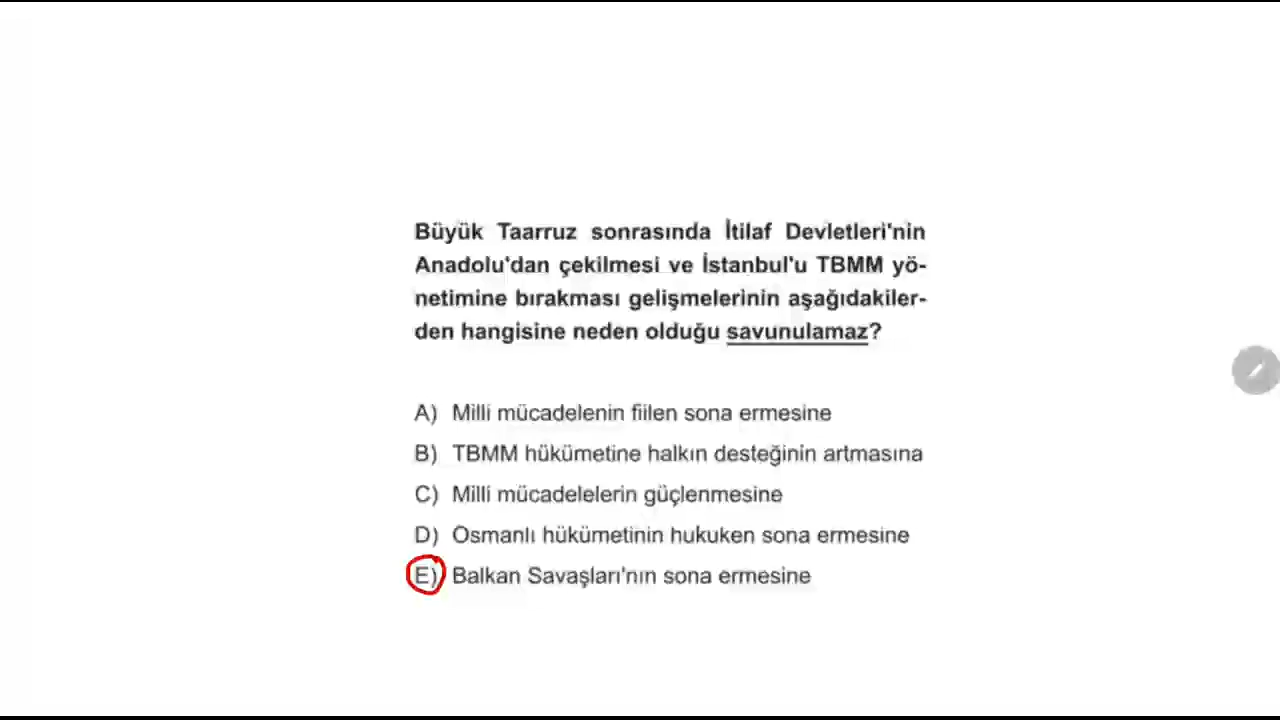 Büyük Taarruz sonrasında İtilaf Devletleri'nin
Anadolu'dan çekilmesi ve İstanbul'u TBMM yö-
netimine bırakması gelişmelerinin aşağıdakiler-
den hangisine neden olduğu savunulamaz?
A) Milli mücadelenin fiilen sona ermesine
B) TBMM hükümetine halkın desteğinin artmasına
C) Milli mücadelelerin güçlenmesine
D) Osmanlı hükümetinin hukuken sona ermesine
E) Balkan Savaşları'nın sona ermesine